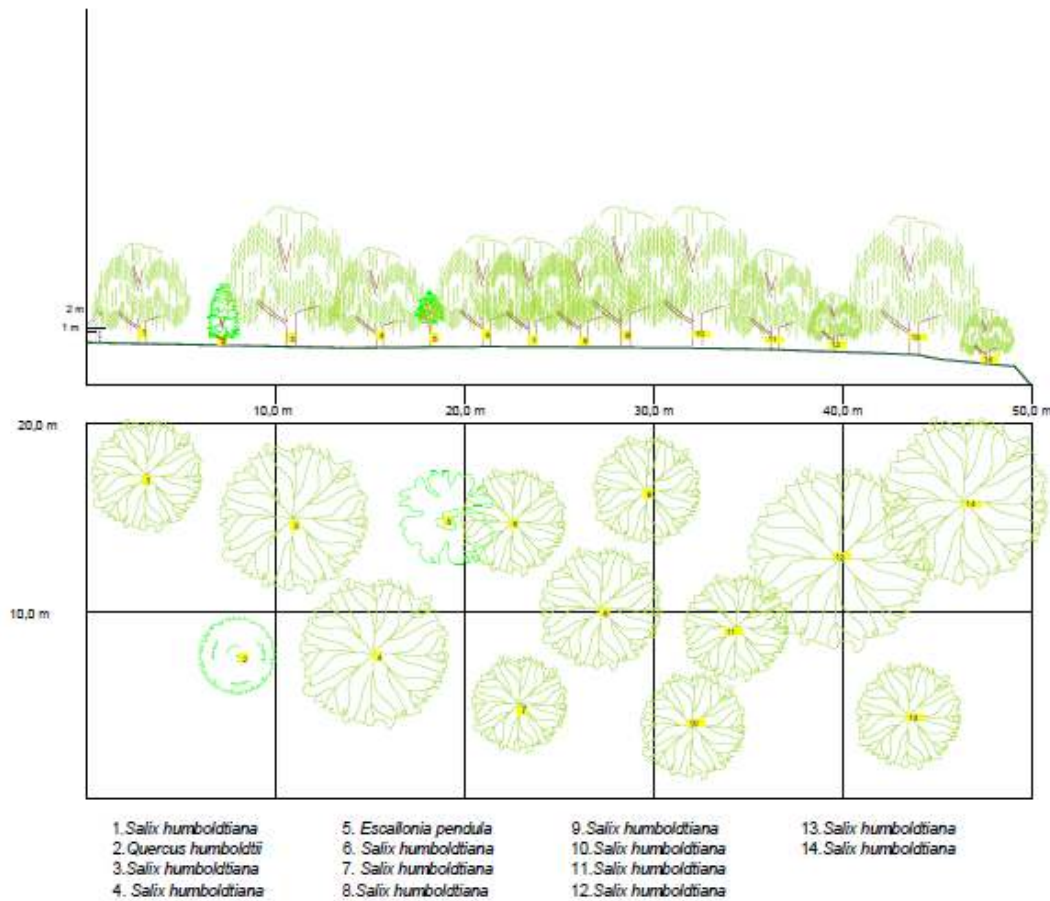 2 m
1 m
10,0 m 20,0 m 30,0 m 40,0 m 50,0 m
20,0 m
10,0 m
1.Salix humboldtiana
2.Quercus humboldtii
3.Salix humboldtiana
4. Salix humboldtiana
5. Escallonia pendula
6. Salix humboldtiana
7. Salix humboldtiana
8.Salix humboldtiana
9.Salix humboldtiana
10.Salix humboldtiana
11.Salix humboldtiana
12.Salix humboldtiana
13.Salix humboldtiana
14.Salix humboldtiana